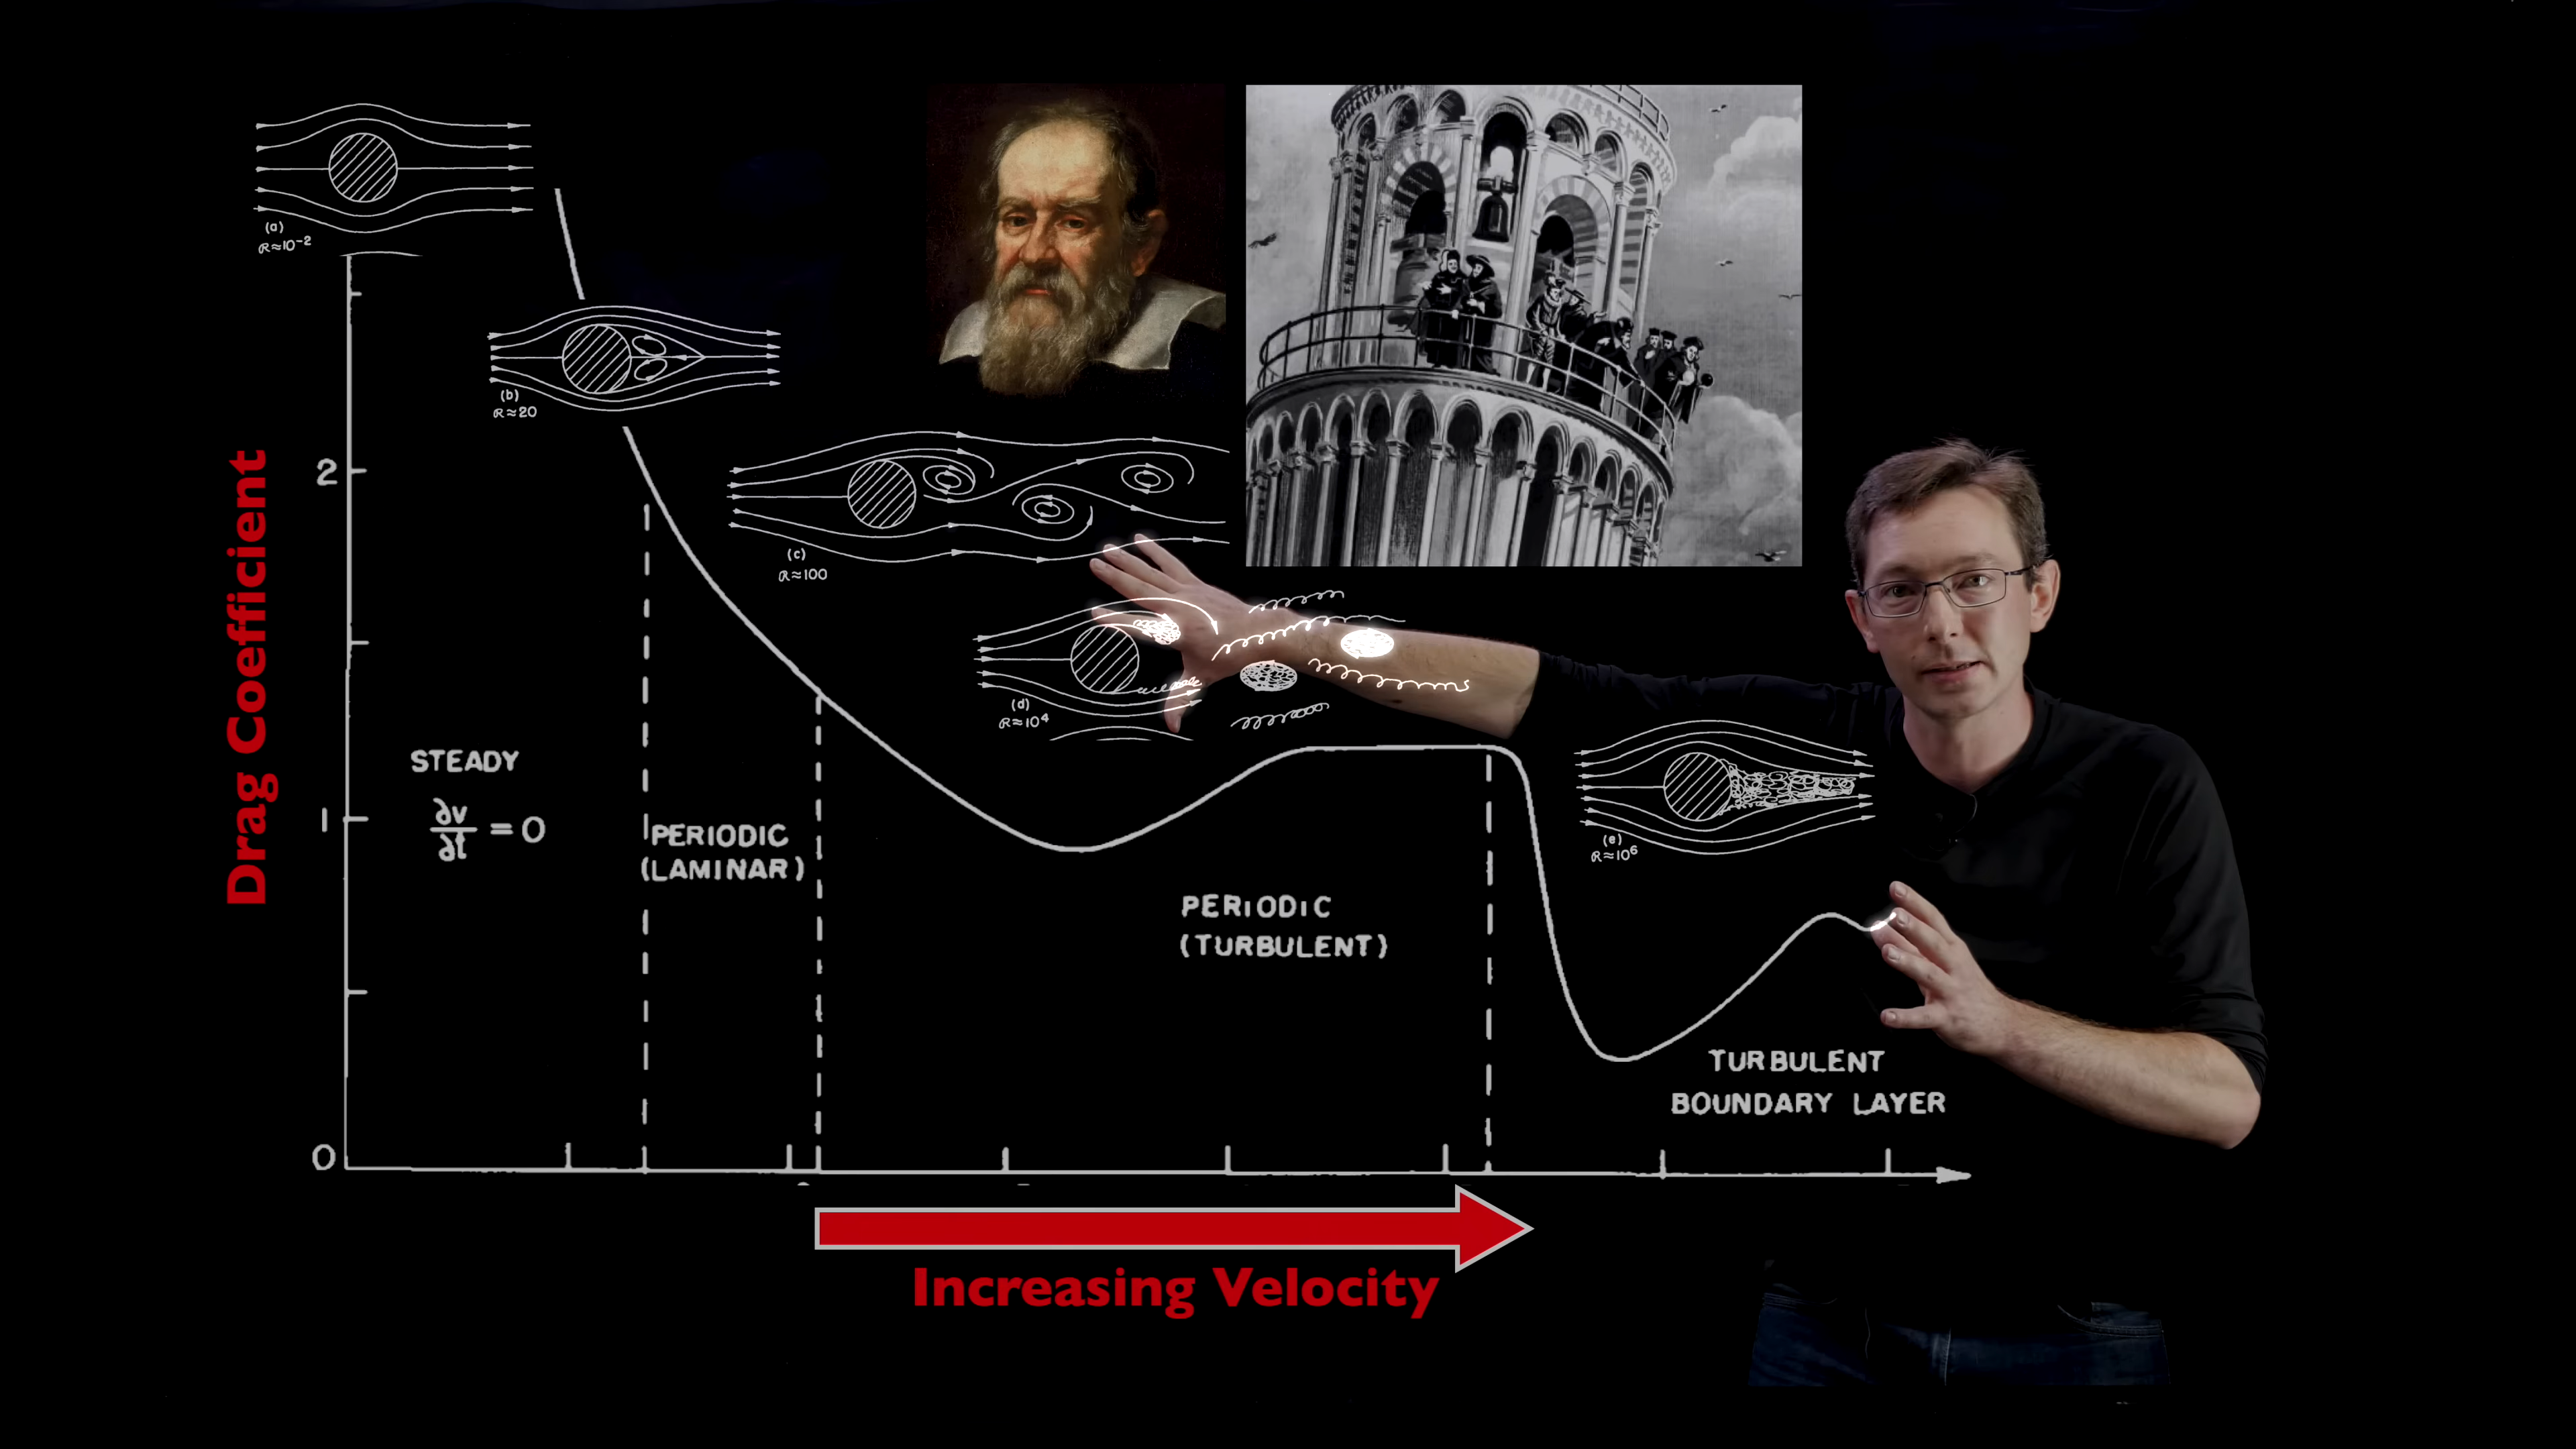 (a)
R≈10⁻²
(b)
R≈20
(c)
R≈100
(d)
R≈10⁴
(e)
R≈10⁶
Drag Coefficient
2
1
0
STEADY
∂v/∂t = 0
PERIODIC
(LAMINAR)
PERIODIC
(TURBULENT)
TURBULENT
BOUNDARY LAYER
Increasing Velocity